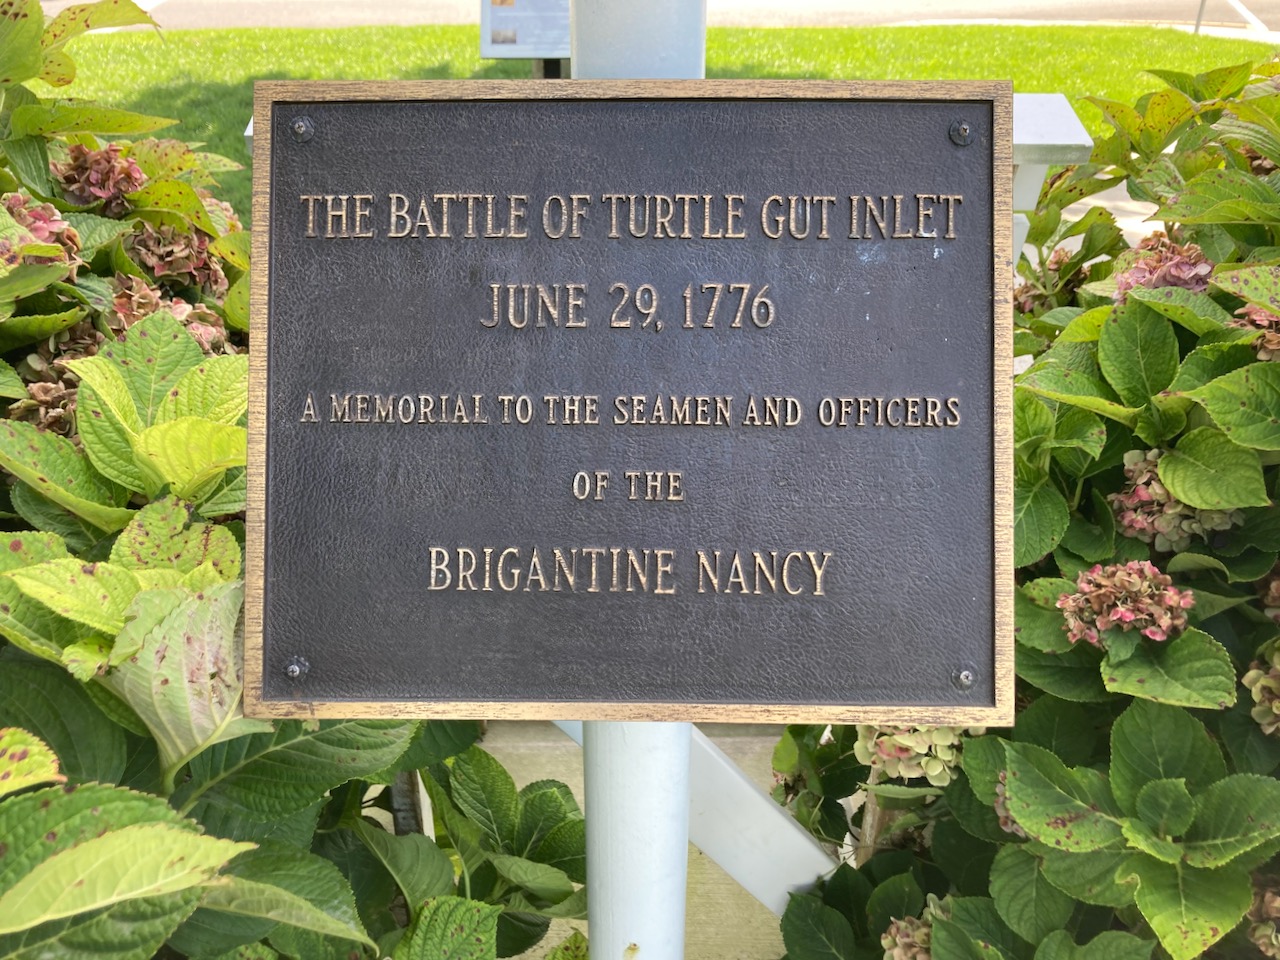 THE BATTLE OF TURTLE GUT INLET
JUNE 29, 1776
A MEMORIAL TO THE SEAMEN AND OFFICERS
OF THE
BRIGANTINE NANCY